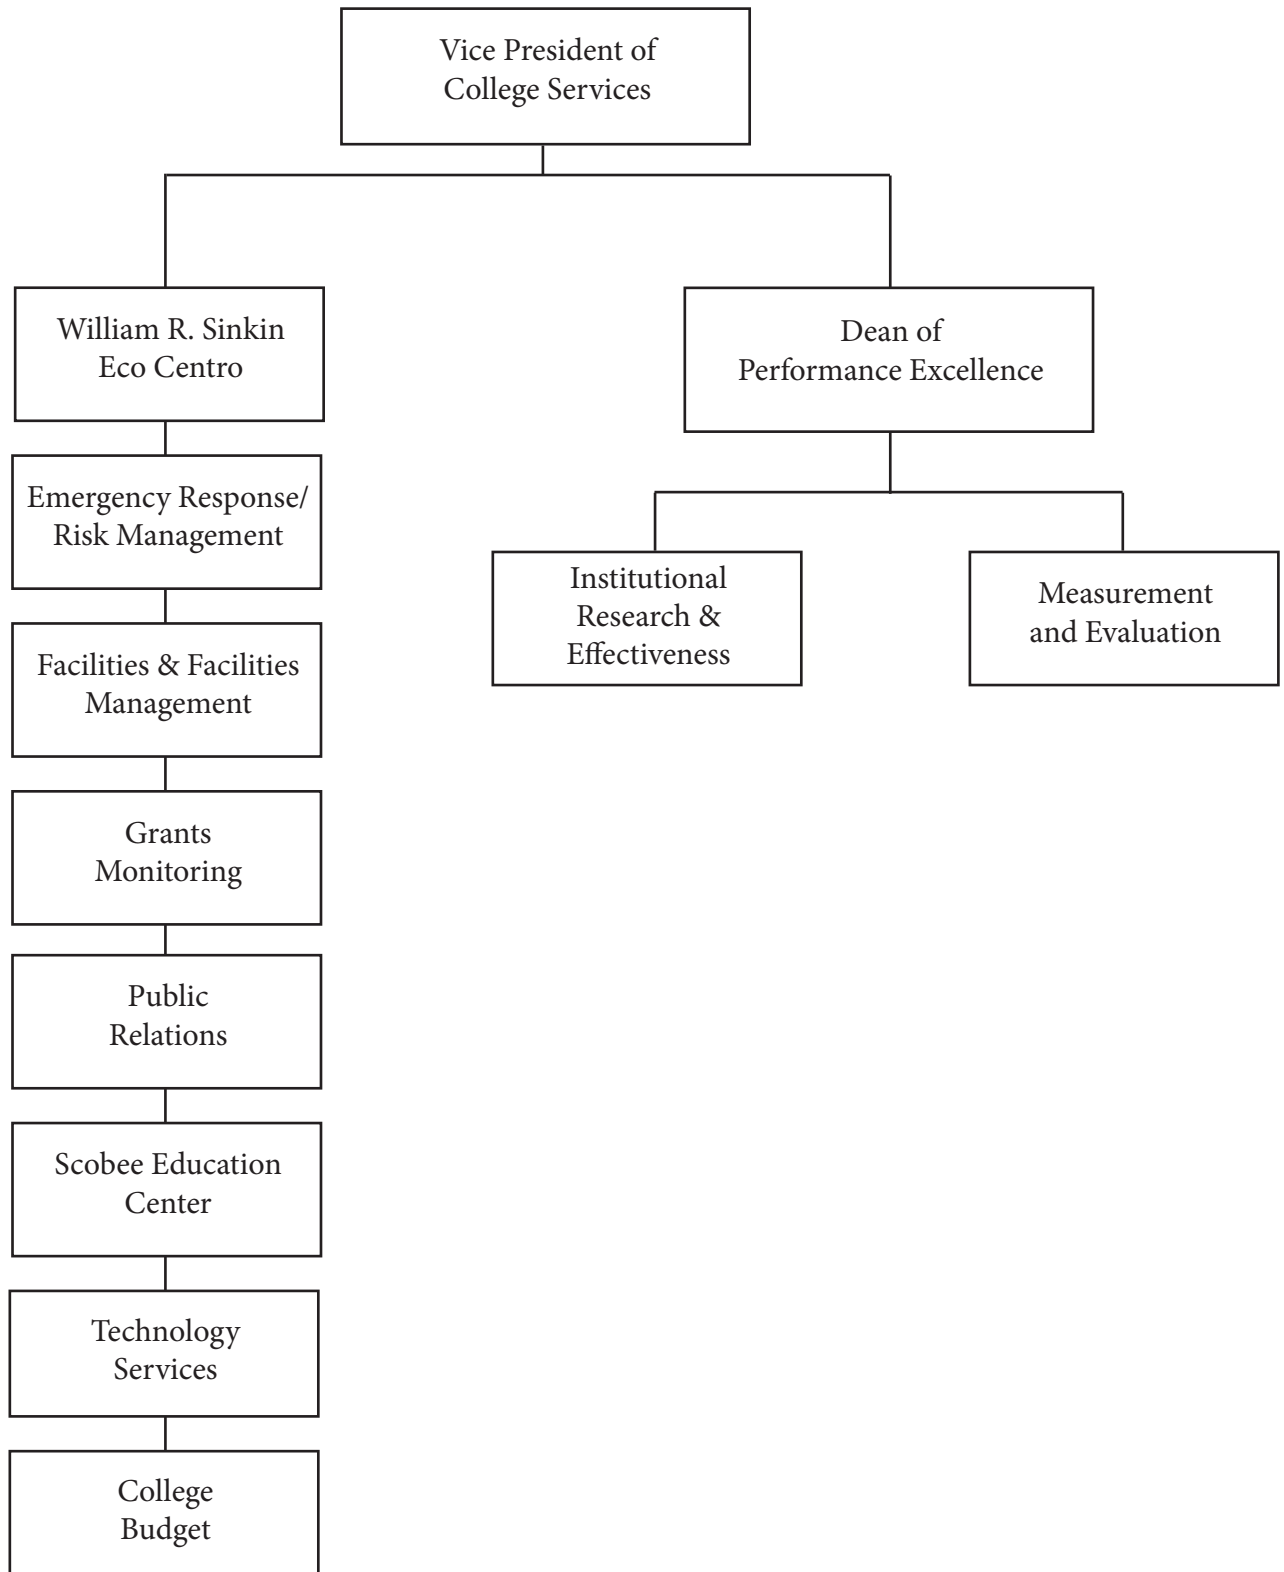 Vice President of
College Services
William R. Sinkin
Eco Centro
Dean of
Performance Excellence
Emergency Response/
Risk Management
Institutional
Research &
Effectiveness
Measurement
and Evaluation
Facilities & Facilities
Management
Grants
Monitoring
Public
Relations
Scobee Education
Center
Technology
Services
College
Budget